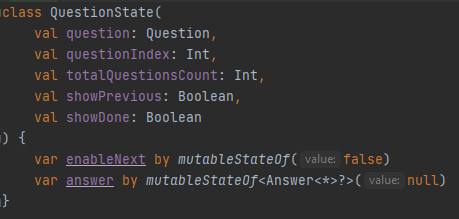 class QuestionState(
val question: Question,
val questionIndex: Int,
val totalQuestionsCount: Int,
val showPrevious: Boolean,
val showDone: Boolean
) {
var enableNext by mutableStateOf( value: false)
var answer by mutableStateOf<Answer<*>?>( value: null)
}